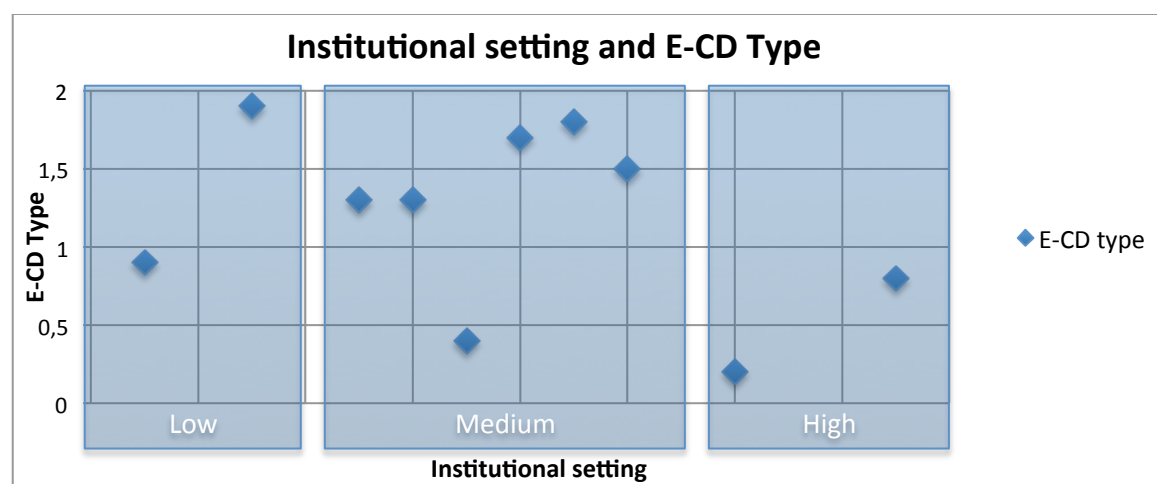 Institutional setting and E-CD Type
E-CD Type
2
1,5
1
0,5
0
Low
Medium
High
Institutional setting
E-CD type